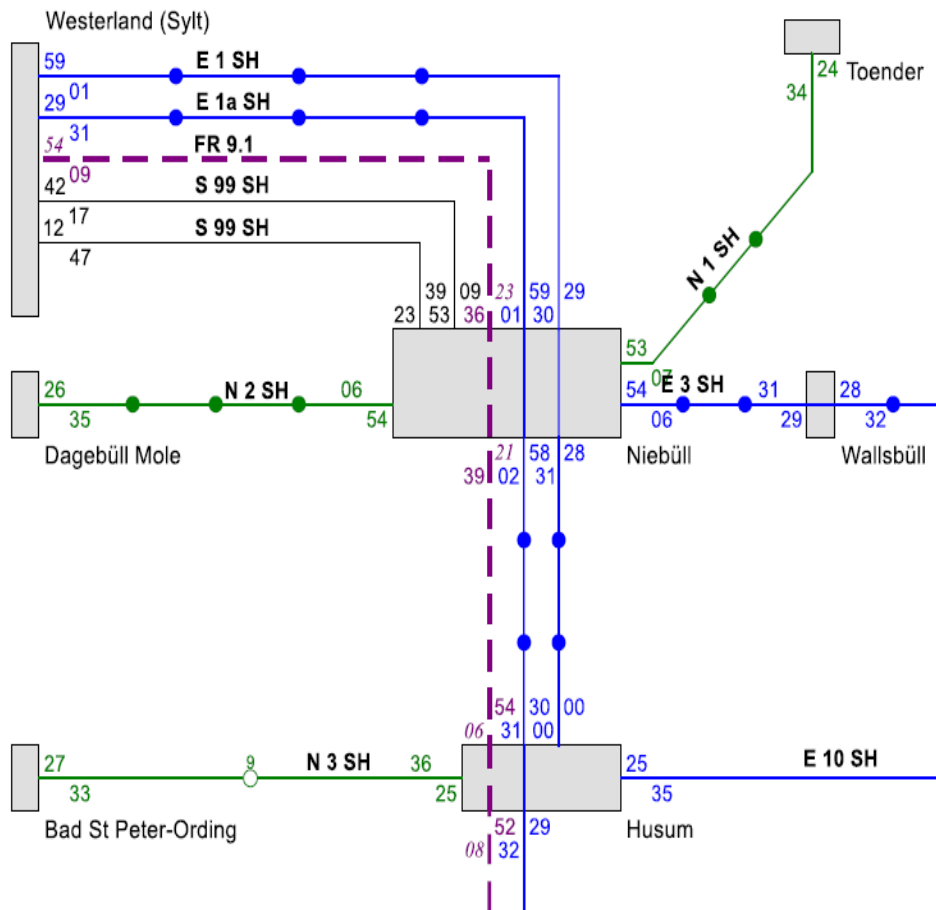 Westerland (Sylt)
59 E 1 SH
01
29 E 1a SH
31
54 FR 9.1
09
42 S 99 SH
17
12 S 99 SH
47
24 Toender
34
N 1 SH
39 09 23 59 29
23 53 36 01 30
53
07
26 N 2 SH 06
35 54
Dagebüll Mole
54 E 3 SH 31 28
06 29 32
21 58 28 Niebüll Wallsbüll
39 02 31
54 30 00
06 31 00
27 9 N 3 SH 36
33 25
Bad St Peter-Ording
25 E 10 SH
35
52 29 Husum
08 32